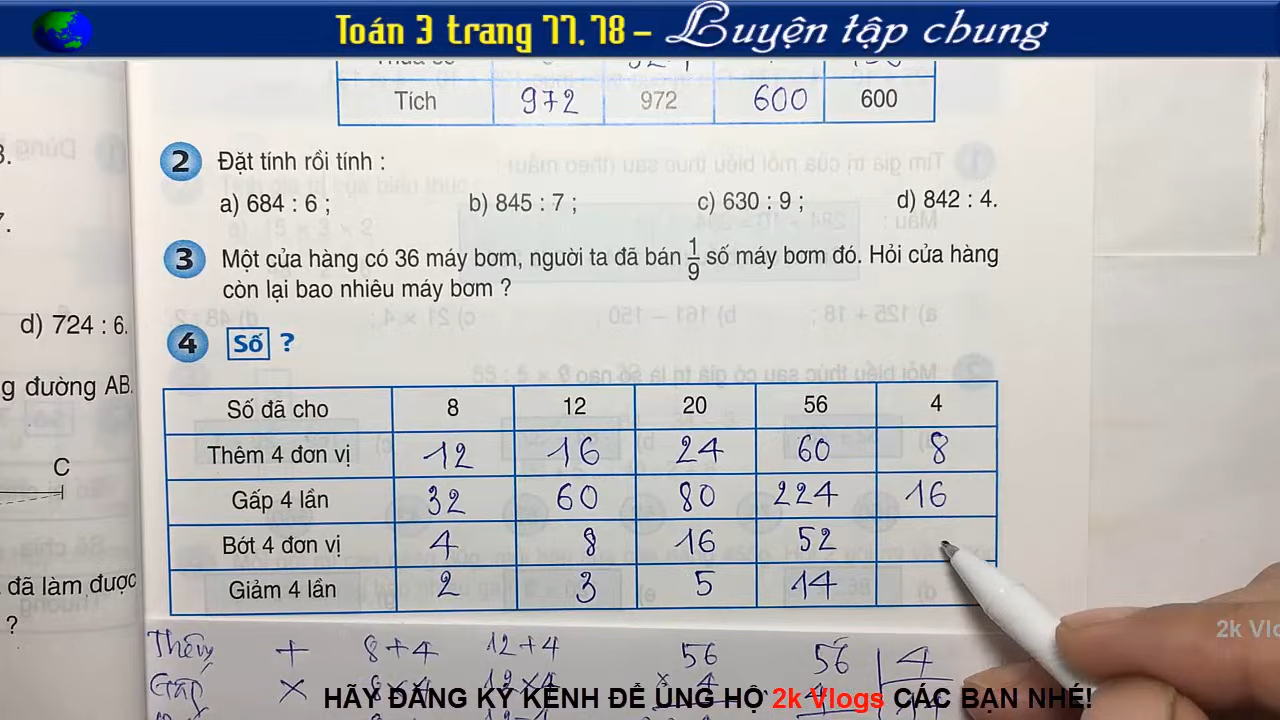 Toán 3 trang 77.78 – Luyện tập chung
Tích 972 972 600 600
2 Đặt tính rồi tính :
a) 684 : 6 ; b) 845 : 7 ; c) 630 : 9 ; d) 842 : 4.
3 Một cửa hàng có 36 máy bơm, người ta đã bán 1/9 số máy bơm đó. Hỏi cửa hàng
còn lại bao nhiêu máy bơm ?
d) 724 : 6.
4 Số ?
g đường AB.
Số đã cho 8 12 20 56 4
Thêm 4 đơn vị 12 16 24 60 8
C
Gấp 4 lần 32 60 80 224 16
Bớt 4 đơn vị 4 8 16 52
đã làm được
Giảm 4 lần 2 3 5 14
?
2k Vlo
Thêm + 8+4 12+4 56 56 4
Gấp × 8×4 12×4 × 4
HÃY ĐĂNG KÝ KÊNH ĐỂ ỦNG HỘ 2k Vlogs CÁC BẠN NHÉ!